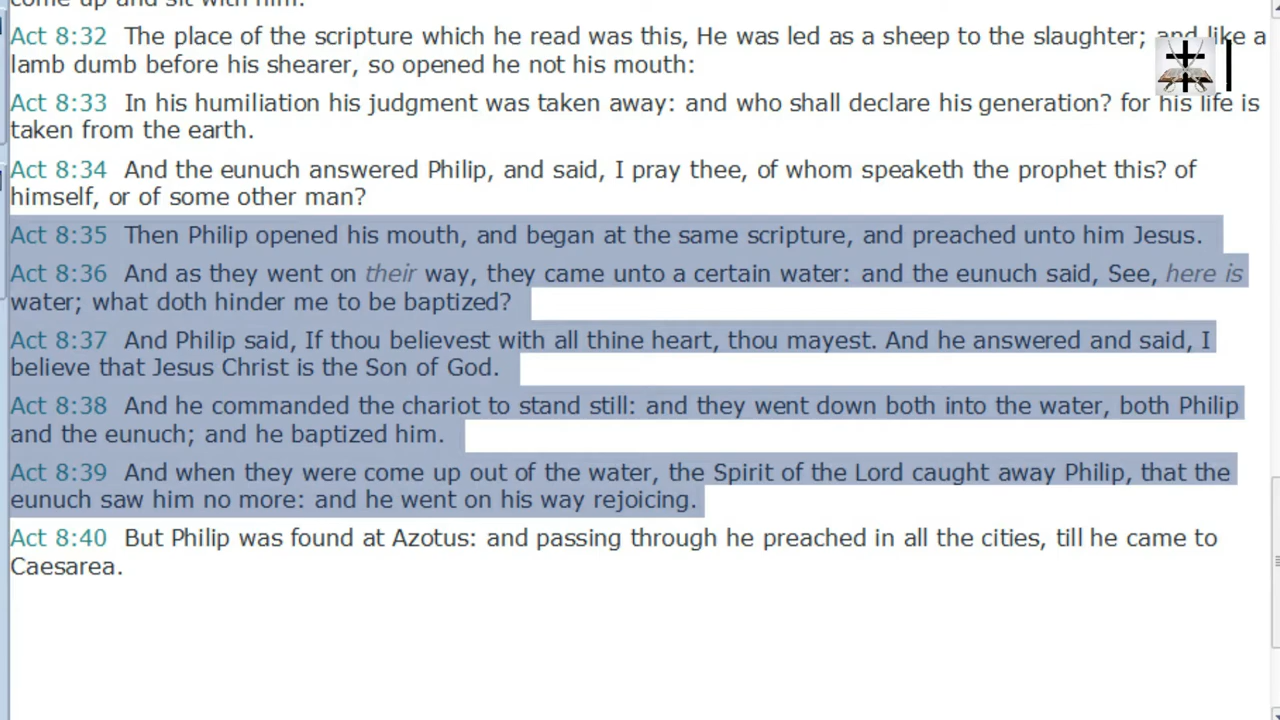 come up and sit with him.
Act 8:32 The place of the scripture which he read was this, He was led as a sheep to the slaughter; and like a
lamb dumb before his shearer, so opened he not his mouth:
Act 8:33 In his humiliation his judgment was taken away: and who shall declare his generation? for his life is
taken from the earth.
Act 8:34 And the eunuch answered Philip, and said, I pray thee, of whom speaketh the prophet this? of
himself, or of some other man?
Act 8:35 Then Philip opened his mouth, and began at the same scripture, and preached unto him Jesus.
Act 8:36 And as they went on their way, they came unto a certain water: and the eunuch said, See, here is
water; what doth hinder me to be baptized?
Act 8:37 And Philip said, If thou believest with all thine heart, thou mayest. And he answered and said, I
believe that Jesus Christ is the Son of God.
Act 8:38 And he commanded the chariot to stand still: and they went down both into the water, both Philip
and the eunuch; and he baptized him.
Act 8:39 And when they were come up out of the water, the Spirit of the Lord caught away Philip, that the
eunuch saw him no more: and he went on his way rejoicing.
Act 8:40 But Philip was found at Azotus: and passing through he preached in all the cities, till he came to
Caesarea.